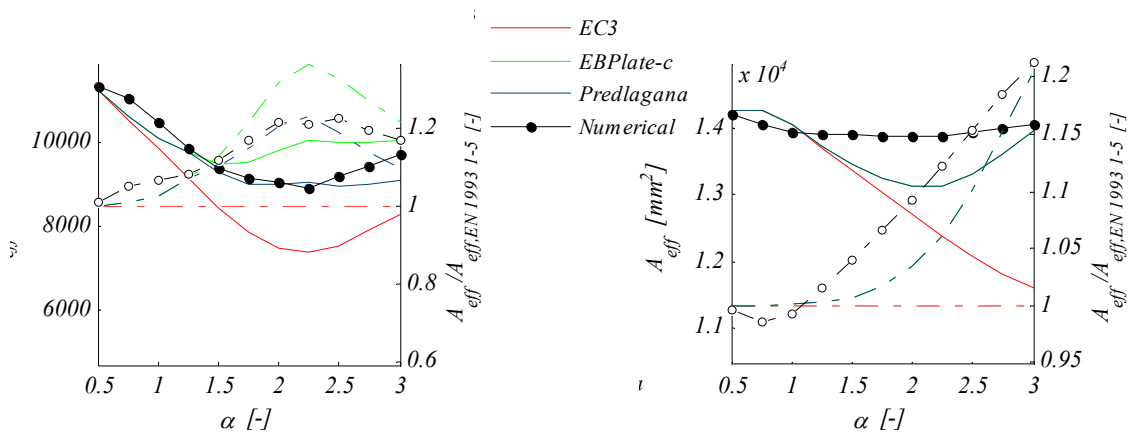 EC3
EBPlate-c
Predlagana
Numerical
10000
8000
6000
1.2
1
0.8
0.6
A_eff/A_eff,EN 1993 1-5 [-]
0.5 1 1.5 2 2.5 3
α [-]
x 10^4
1.4
1.3
1.2
1.1
A_eff [mm^2]
1.2
1.15
1.1
1.05
1
0.95
A_eff/A_eff,EN 1993 1-5 [-]
0.5 1 1.5 2 2.5 3
α [-]